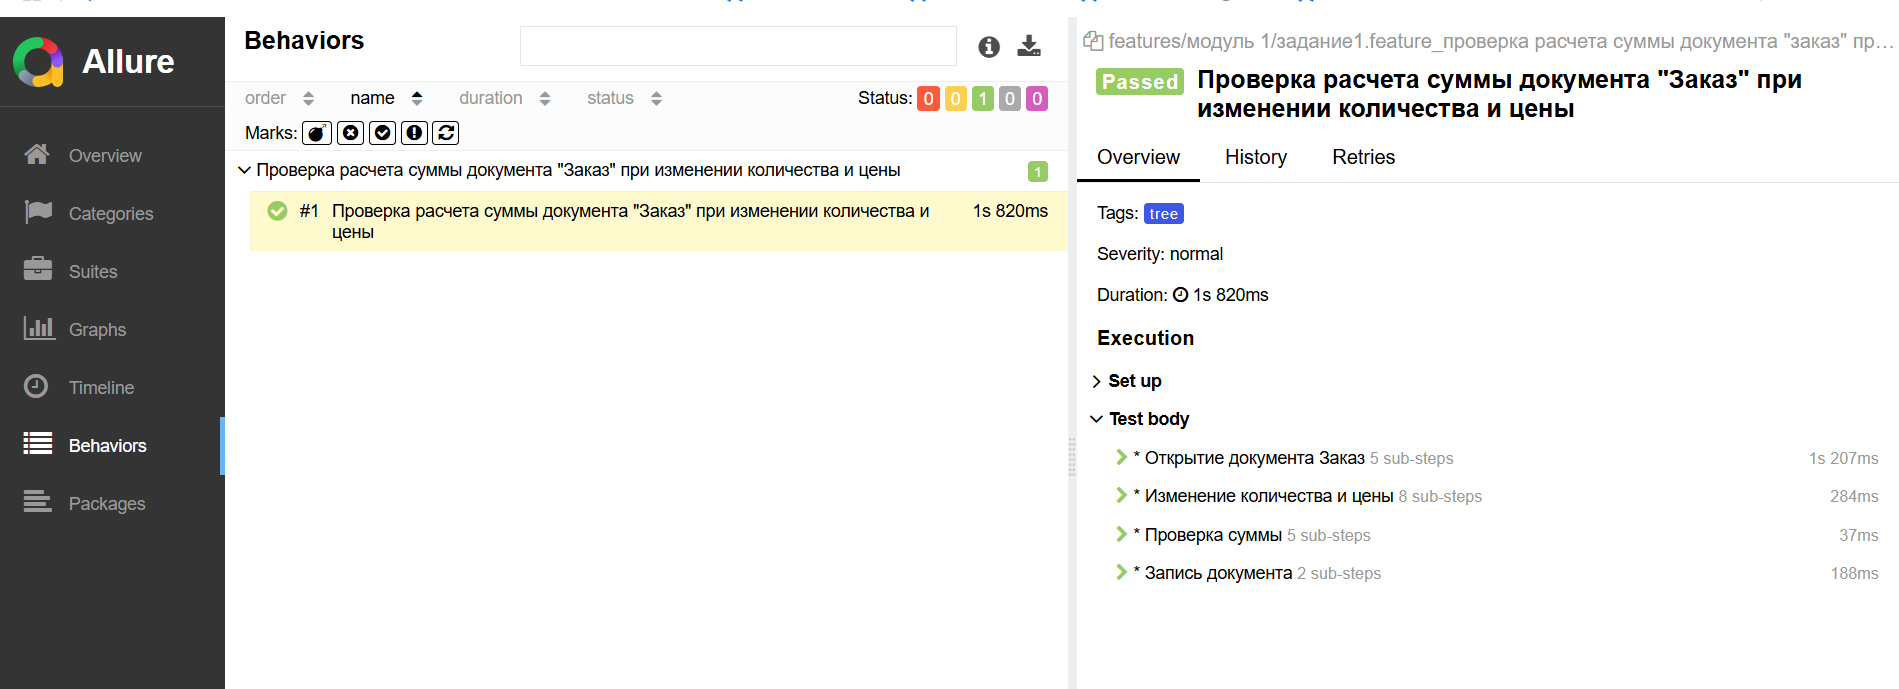 Allure
Overview
Categories
Suites
Graphs
Timeline
Behaviors
Packages
Behaviors
order name duration status Status: 0 0 1 0 0
Marks:
Проверка расчета суммы документа "Заказ" при изменении количества и цены 1
#1 Проверка расчета суммы документа "Заказ" при изменении количества и 1s 820ms
цены
features/модуль 1/задание1.feature_проверка расчета суммы документа "заказ" пр...
Passed Проверка расчета суммы документа "Заказ" при
изменении количества и цены
Overview History Retries
Tags: tree
Severity: normal
Duration: 1s 820ms
Execution
Set up
Test body
* Открытие документа Заказ 5 sub-steps 1s 207ms
* Изменение количества и цены 8 sub-steps 284ms
* Проверка суммы 5 sub-steps 37ms
* Запись документа 2 sub-steps 188ms